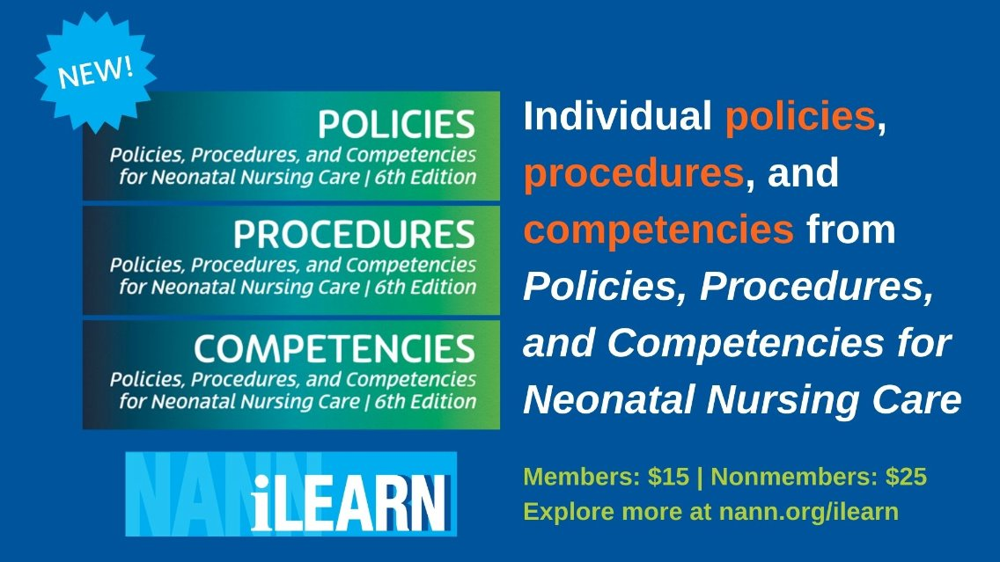 NEW!
POLICIES
Policies, Procedures, and Competencies
for Neonatal Nursing Care | 6th Edition
PROCEDURES
Policies, Procedures, and Competencies
for Neonatal Nursing Care | 6th Edition
COMPETENCIES
Policies, Procedures, and Competencies
for Neonatal Nursing Care | 6th Edition
NANN
iLEARN
Individual policies,
procedures, and
competencies from
Policies, Procedures,
and Competencies for
Neonatal Nursing Care
Members: $15 | Nonmembers: $25
Explore more at nann.org/ilearn